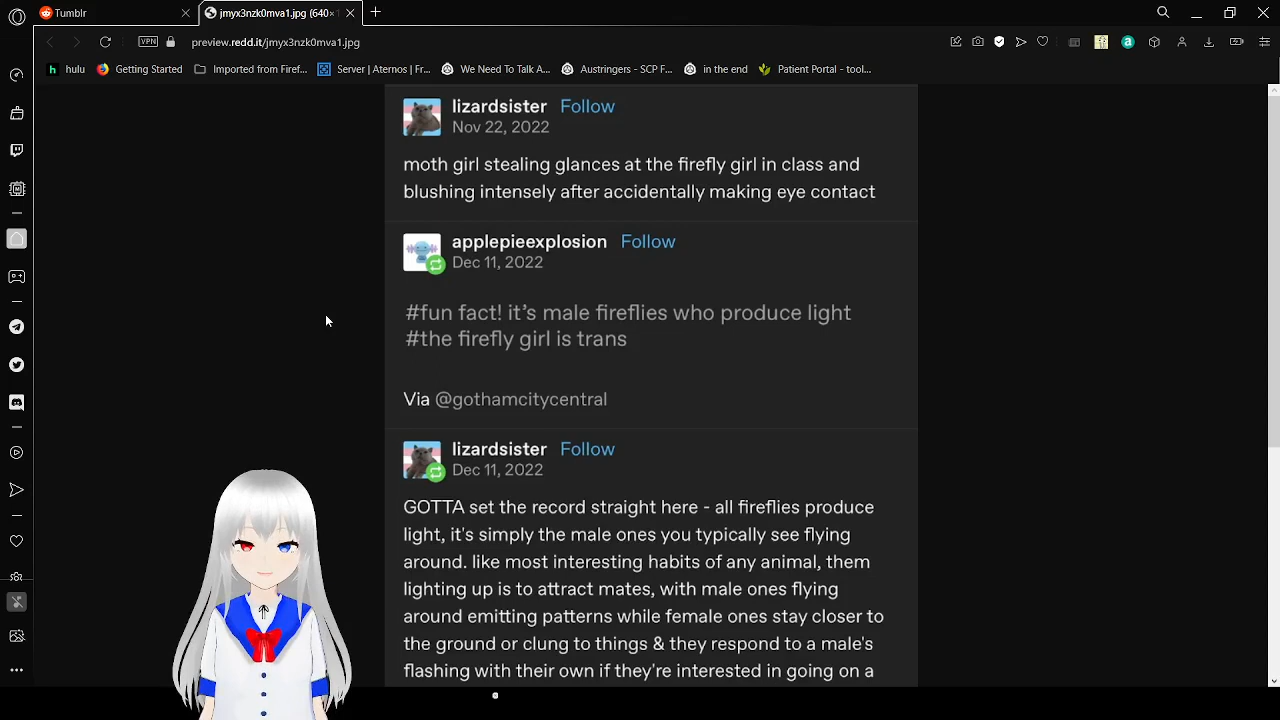 Tumblr
jmyx3nzk0mva1.jpg (640×1
VPN
preview.redd.it/jmyx3nzk0mva1.jpg
h hulu
Getting Started
Imported from Firef...
Server | Aternos | Fr...
We Need To Talk A...
Austringers - SCP F...
in the end
Patient Portal - tool...
lizardsister Follow
Nov 22, 2022
moth girl stealing glances at the firefly girl in class and
blushing intensely after accidentally making eye contact
applepieexplosion Follow
Dec 11, 2022
#fun fact! it’s male fireflies who produce light
#the firefly girl is trans
Via @gothamcitycentral
lizardsister Follow
Dec 11, 2022
GOTTA set the record straight here - all fireflies produce
light, it's simply the male ones you typically see flying
around. like most interesting habits of any animal, them
lighting up is to attract mates, with male ones flying
around emitting patterns while female ones stay closer to
the ground or clung to things & they respond to a male's
flashing with their own if they're interested in going on a